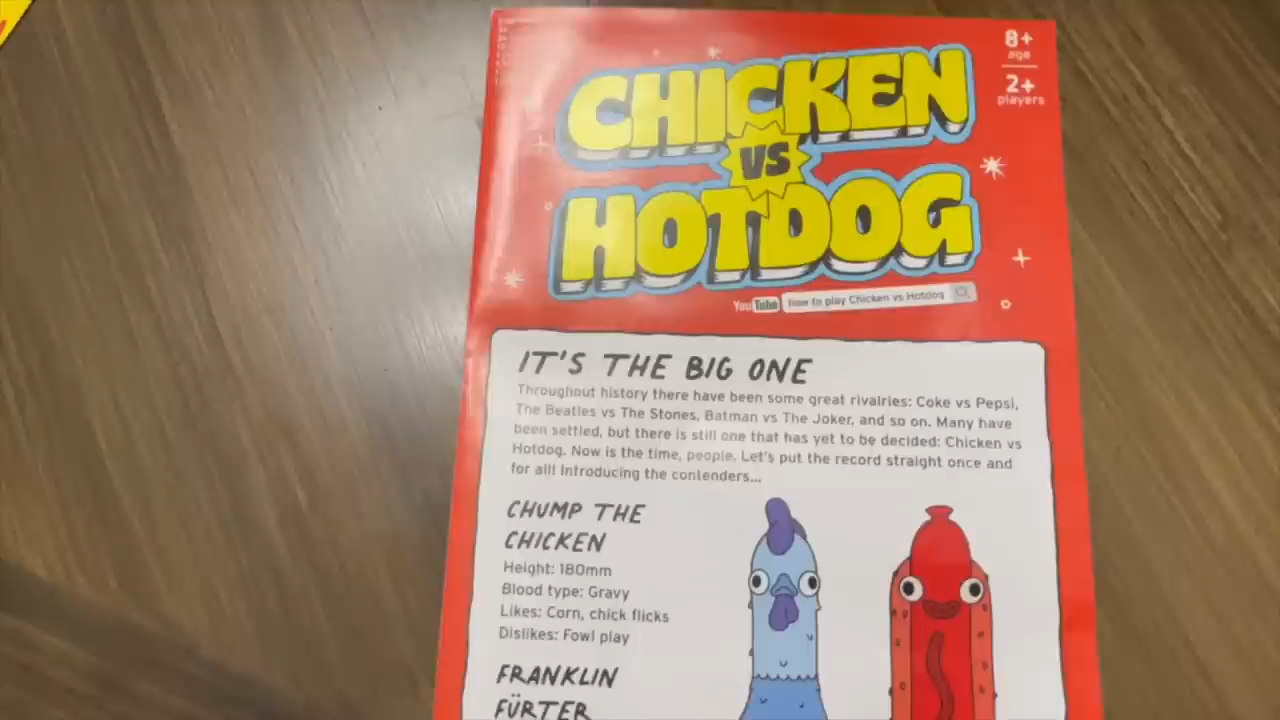 CHICKEN
VS
HOTDOG
8+
age
2+
players
YouTube how to play Chicken vs Hotdog
IT'S THE BIG ONE
Throughout history there have been some great rivalries: Coke vs Pepsi,
The Beatles vs The Stones, Batman vs The Joker, and so on. Many have
been settled, but there is still one that has yet to be decided: Chicken vs
Hotdog. Now is the time, people. Let's put the record straight once and
for all! Introducing the contenders...
CHUMP THE
CHICKEN
Height: 180mm
Blood type: Gravy
Likes: Corn, chick flicks
Dislikes: Fowl play
FRANKLIN
FÜRTER